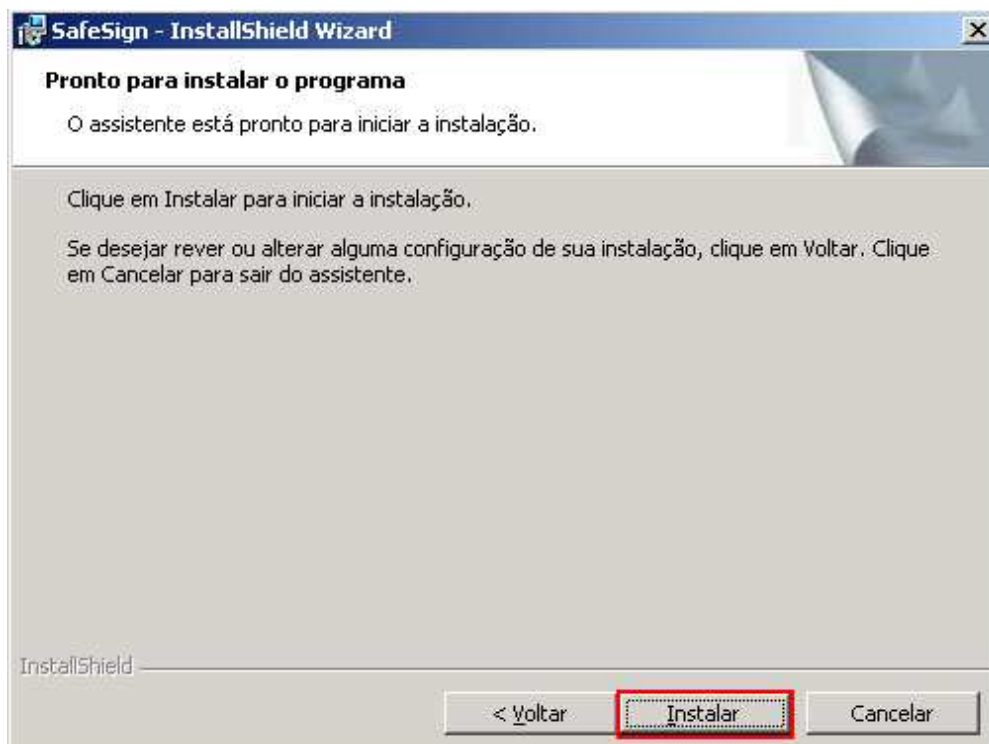 SafeSign - InstallShield Wizard
Pronto para instalar o programa
O assistente está pronto para iniciar a instalação.
Clique em Instalar para iniciar a instalação.
Se desejar rever ou alterar alguma configuração de sua instalação, clique em Voltar. Clique
em Cancelar para sair do assistente.
InstallShield
< Voltar
Instalar
Cancelar